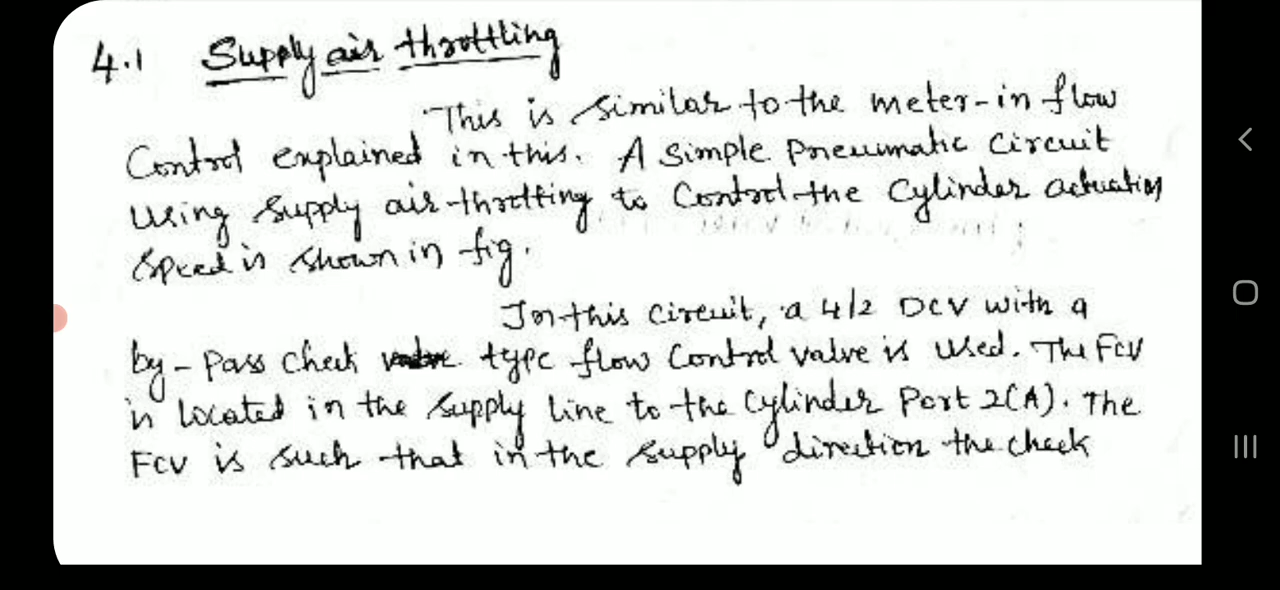 4.1 Supply air throttling
This is similar to the meter-in flow
Control explained in this. A simple pneumatic circuit
using supply air-throtting to Control the Cylinder actuating
Speed is shown in fig.
In this circuit, a 4/2 DCV with a
by-Pass Check type flow Control valve is used. The FCV
is located in the supply line to the Cylinder Port 2(A). The
FCV is such that in the supply direction the check